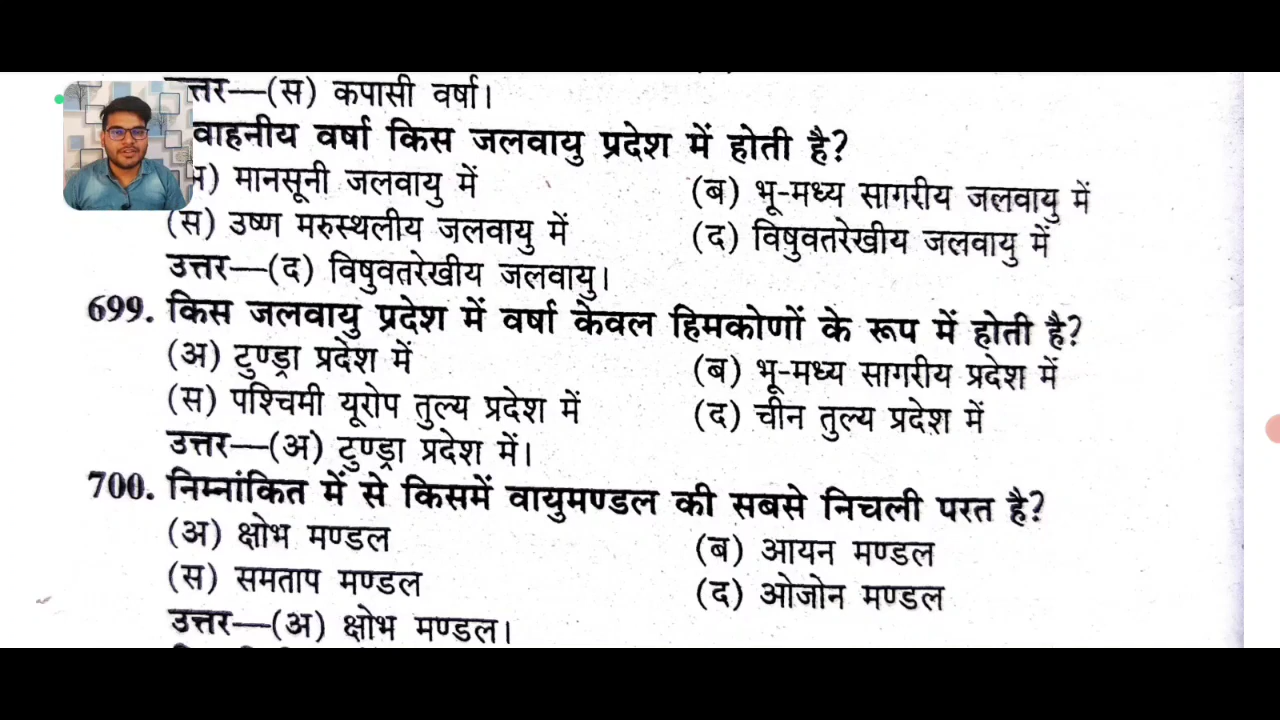 उत्तर—(स) कपासी वर्षा।
वाहनीय वर्षा किस जलवायु प्रदेश में होती है?
मानसूनी जलवायु में (ब) भू-मध्य सागरीय जलवायु में
(स) उष्ण मरुस्थलीय जलवायु में (द) विषुवतरेखीय जलवायु में
उत्तर—(द) विषुवतरेखीय जलवायु।
699. किस जलवायु प्रदेश में वर्षा केवल हिमकोणों के रूप में होती है?
(अ) टुण्ड्रा प्रदेश में (ब) भू-मध्य सागरीय प्रदेश में
(स) पश्चिमी यूरोप तुल्य प्रदेश में (द) चीन तुल्य प्रदेश में
उत्तर—(अ) टुण्ड्रा प्रदेश में।
700. निम्नांकित में से किसमें वायुमण्डल की सबसे निचली परत है?
(अ) क्षोभ मण्डल (ब) आयन मण्डल
(स) समताप मण्डल (द) ओजोन मण्डल
उत्तर—(अ) क्षोभ मण्डल।